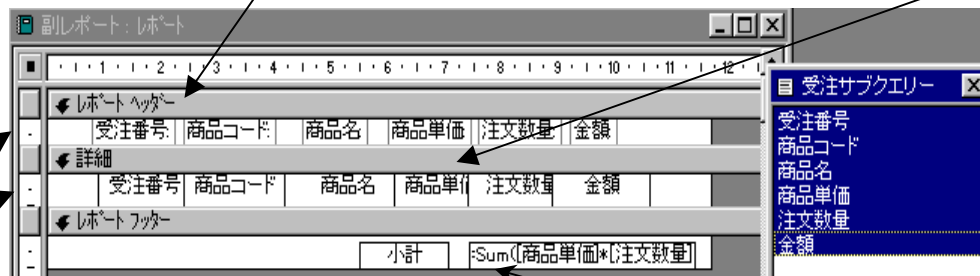 副レポート : レポート
・ı・1・ı・2・ı・3・ı・4・ı・5・ı・6・ı・7・ı・8・ı・9・ı・10・ı・11・ı・12・ı
レポート ヘッダー
受注番号: 商品コード: 商品名 商品単価 注文数量 金額
詳細
受注番号 商品コード 商品名 商品単価 注文数量 金額
レポート フッター
小計 =Sum([商品単価]*[注文数量]
受注サブクエリー
受注番号
商品コード
商品名
商品単価
注文数量
金額